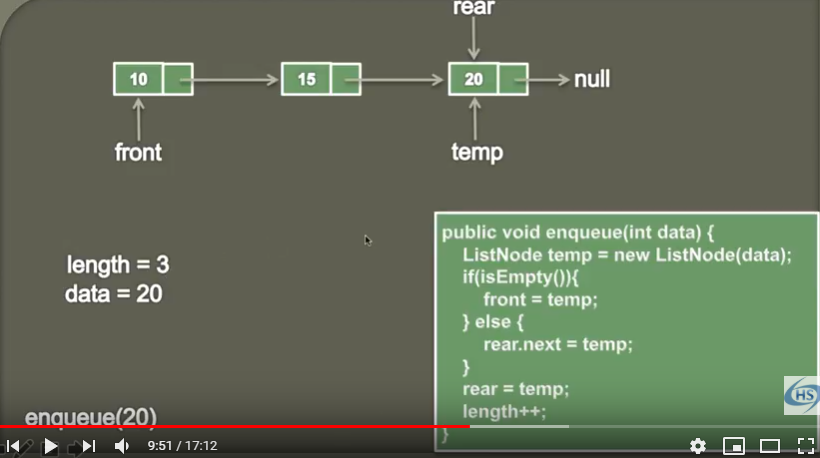 rear
10 15 20 null
front temp
length = 3
data = 20
public void enqueue(int data) {
ListNode temp = new ListNode(data);
if(isEmpty()){
front = temp;
} else {
rear.next = temp;
}
rear = temp;
length++;
}
HS
enqueue(20)
9:51 / 17:12